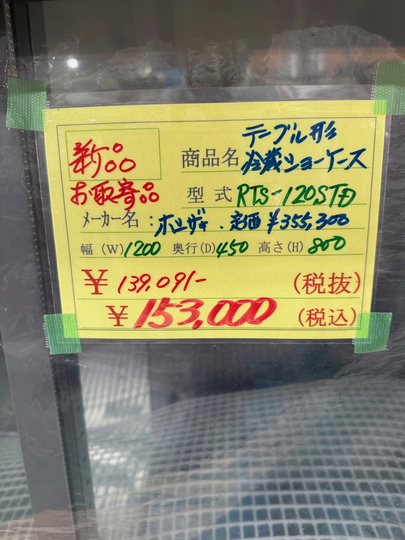 新品 商品名 テーブル形
冷蔵ショーケース
お取寄品 型式 RTS-120STD
メーカー名:ホシザキ.定価¥355,300
幅(W)1200 奥行(D)450 高さ(H)800
¥139,091- (税抜)
¥153,000 (税込)